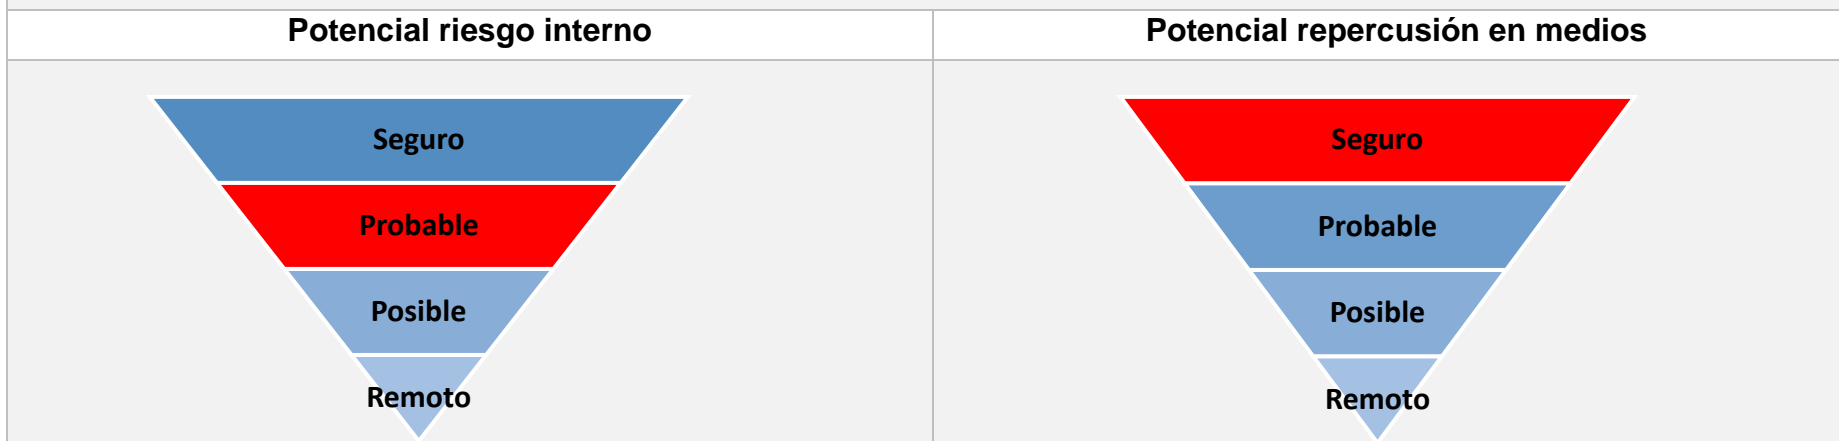 Potencial riesgo interno
Potencial repercusión en medios
Seguro
Probable
Posible
Remoto
Seguro
Probable
Posible
Remoto